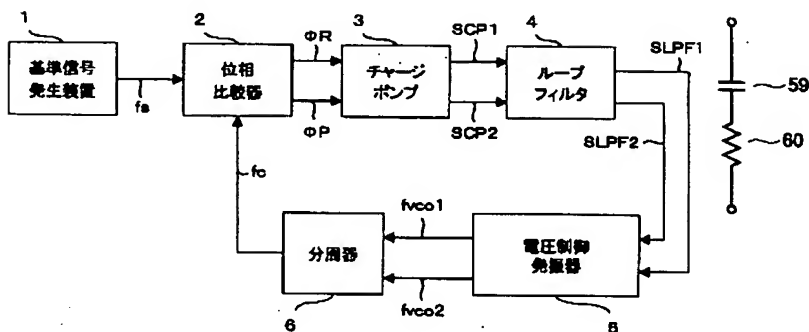 1
基準信号
発生装置
fs
2
位相
比較器
ΦR
ΦP
3
チャージ
ポンプ
SCP1
SCP2
4
ループ
フィルタ
SLPF1
SLPF2
59
60
fc
分周器
6
fvco1
fvco2
電圧制御
発振器
5